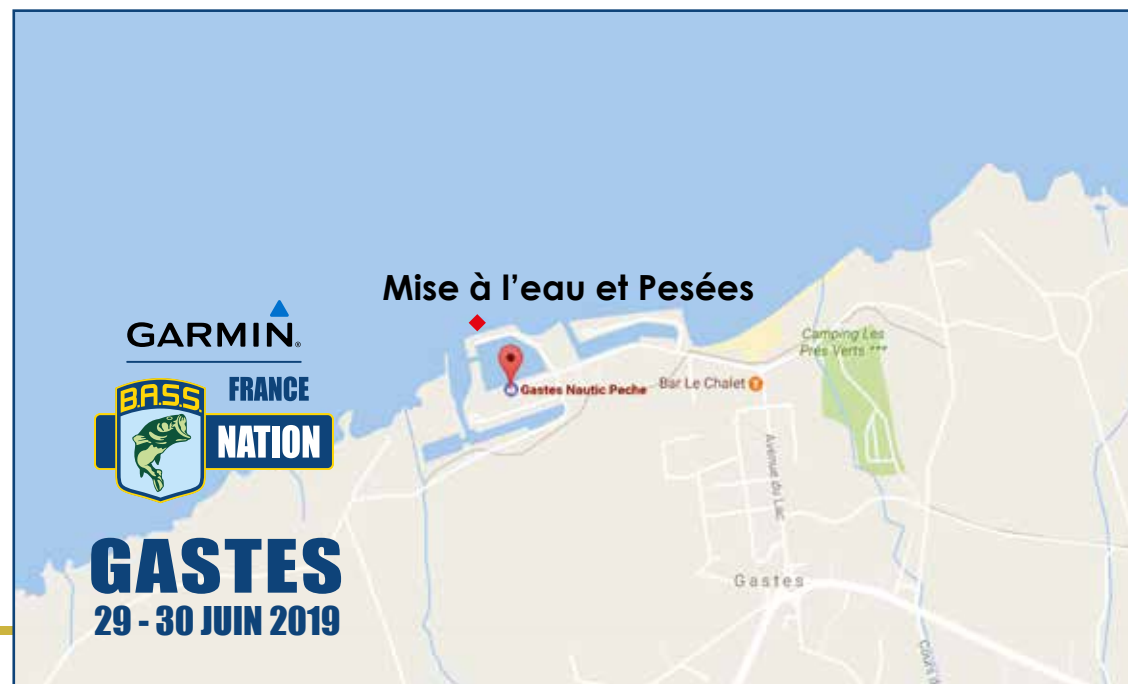 Mise à l'eau et Pesées
GARMIN®
B.A.S.S.
FRANCE
NATION
GASTES
29 - 30 JUIN 2019
Camping Les
Prés Verts ***
Gastes Nautic Peche
Bar Le Chalet
Avenue du Lac
Gastes
Cours